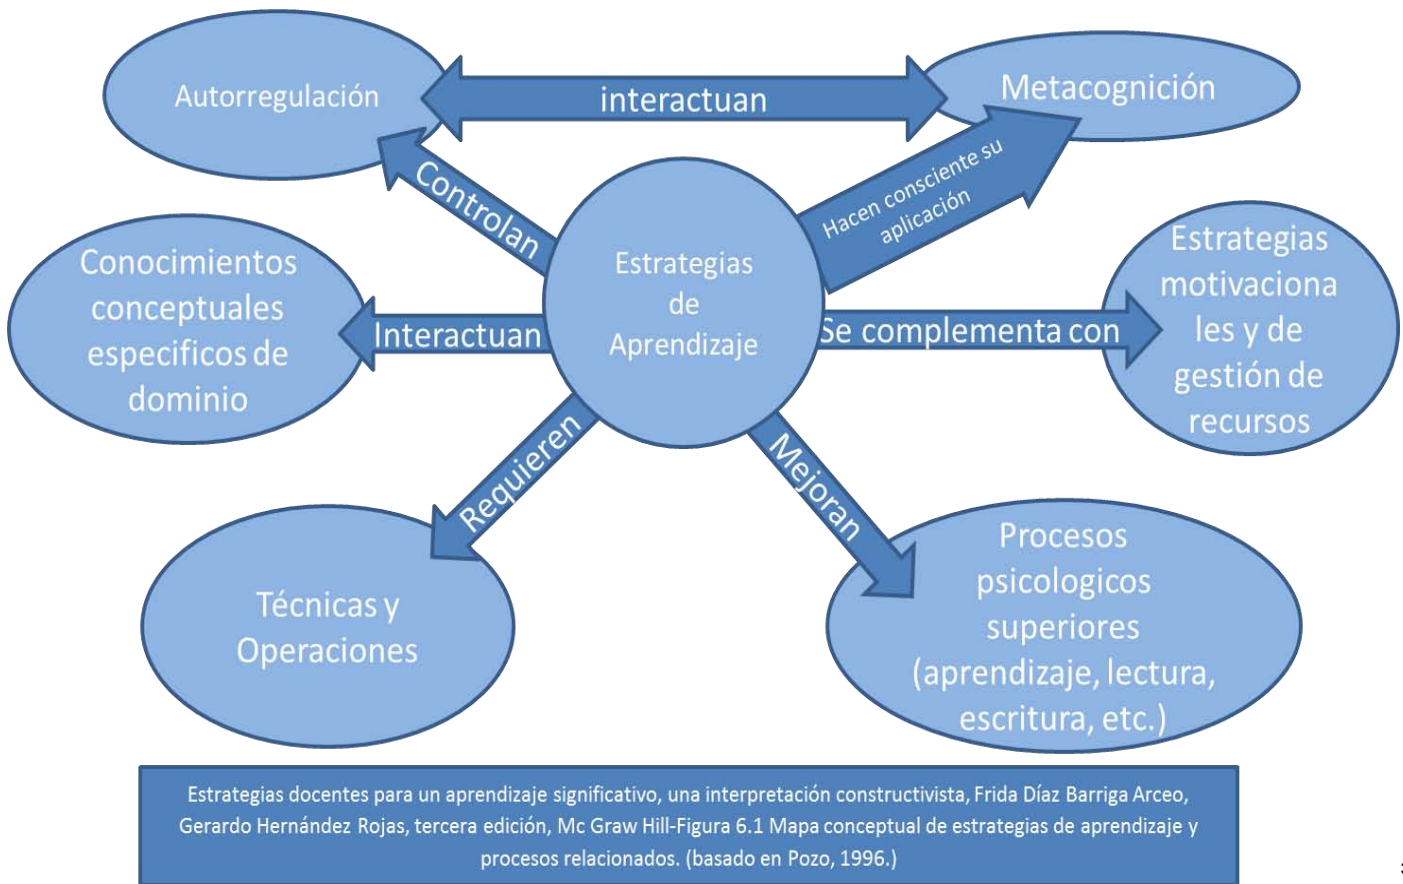 Autorregulación
interactuan
Metacognición
Controlan
Hacen consciente su
aplicación
Estrategias
de
Aprendizaje
Conocimientos
conceptuales
especificos de
dominio
Interactuan
Se complementa con
Estrategias
motivaciona
les y de
gestión de
recursos
Requieren
Mejoran
Técnicas y
Operaciones
Procesos
psicologicos
superiores
(aprendizaje, lectura,
escritura, etc.)
Estrategias docentes para un aprendizaje significativo, una interpretación constructivista, Frida Díaz Barriga Arceo,
Gerardo Hernández Rojas, tercera edición, Mc Graw Hill-Figura 6.1 Mapa conceptual de estrategias de aprendizaje y
procesos relacionados. (basado en Pozo, 1996.)